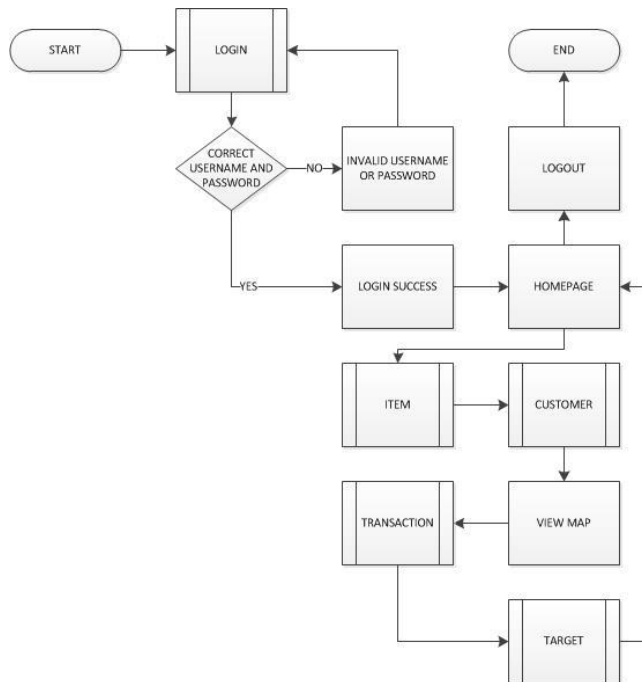 START
LOGIN
END
CORRECT
USERNAME AND
PASSWORD
NO
INVALID USERNAME
OR PASSWORD
LOGOUT
YES
LOGIN SUCCESS
HOMEPAGE
ITEM
CUSTOMER
TRANSACTION
VIEW MAP
TARGET